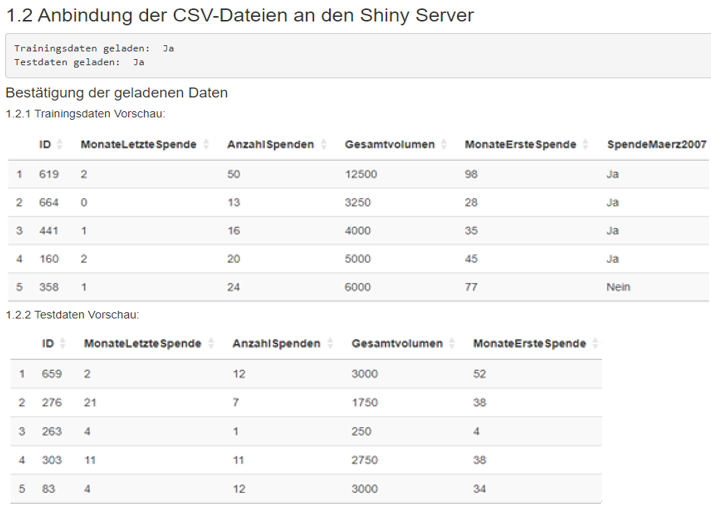 1.2 Anbindung der CSV-Dateien an den Shiny Server
Trainingsdaten geladen: Ja
Testdaten geladen: Ja
Bestätigung der geladenen Daten
1.2.1 Trainingsdaten Vorschau:
ID MonateLetzteSpende AnzahlSpenden Gesamtvolumen MonateErsteSpende SpendeMaerz2007
1 619 2 50 12500 98 Ja
2 664 0 13 3250 28 Ja
3 441 1 16 4000 35 Ja
4 160 2 20 5000 45 Ja
5 358 1 24 6000 77 Nein
1.2.2 Testdaten Vorschau:
ID MonateLetzteSpende AnzahlSpenden Gesamtvolumen MonateErsteSpende
1 659 2 12 3000 52
2 276 21 7 1750 38
3 263 4 1 250 4
4 303 11 11 2750 38
5 83 4 12 3000 34